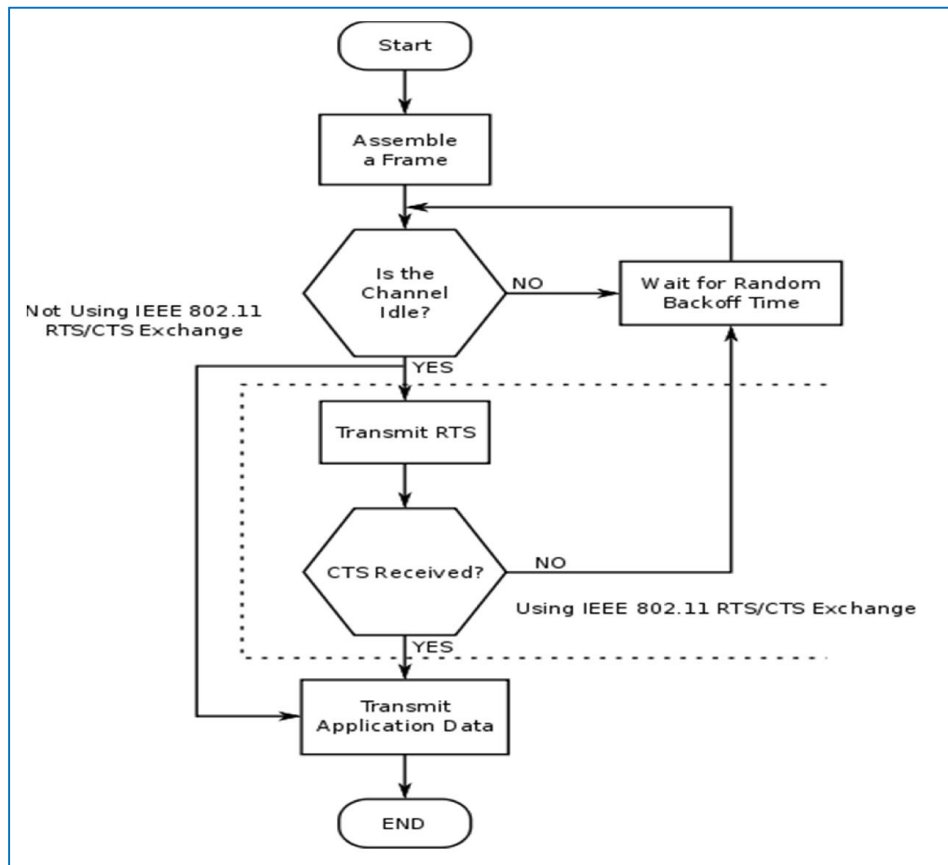 Start
Assemble
a Frame
Is the
Channel
Idle?
NO
Wait for Random
Backoff Time
Not Using IEEE 802.11
RTS/CTS Exchange
YES
Transmit RTS
CTS Received?
NO
Using IEEE 802.11 RTS/CTS Exchange
YES
Transmit
Application Data
END